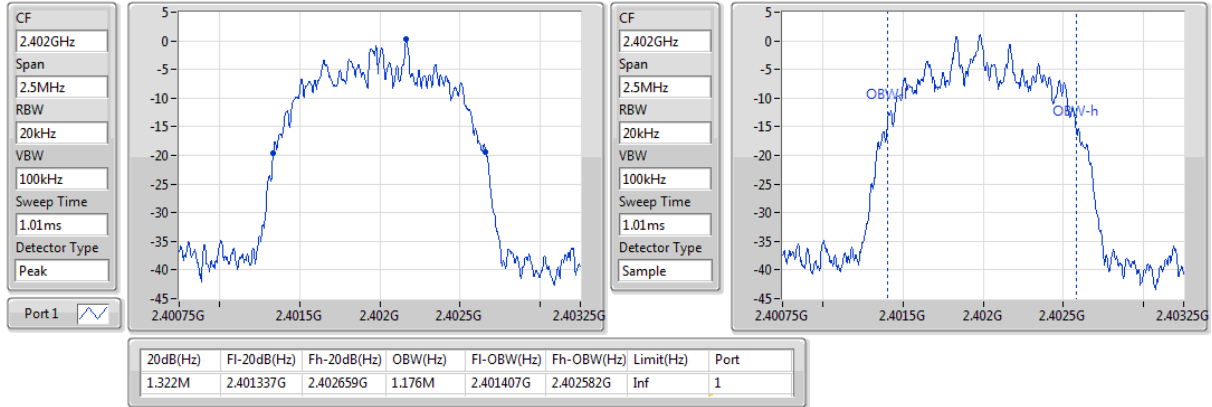 CF
2.402GHz
Span
2.5MHz
RBW
20kHz
VBW
100kHz
Sweep Time
1.01ms
Detector Type
Peak
Port 1
5
0
-5
-10
-15
-20
-25
-30
-35
-40
-45
2.40075G 2.4015G 2.402G 2.4025G 2.40325G
CF
2.402GHz
Span
2.5MHz
RBW
20kHz
VBW
100kHz
Sweep Time
1.01ms
Detector Type
Sample
5
0
-5
-10
-15
-20
-25
-30
-35
-40
-45
OBW-h
2.40075G 2.4015G 2.402G 2.4025G 2.40325G
20dB(Hz) Fl-20dB(Hz) Fh-20dB(Hz) OBW(Hz) Fl-OBW(Hz) Fh-OBW(Hz) Limit(Hz) Port
1.322M 2.401337G 2.402659G 1.176M 2.401407G 2.402582G Inf 1